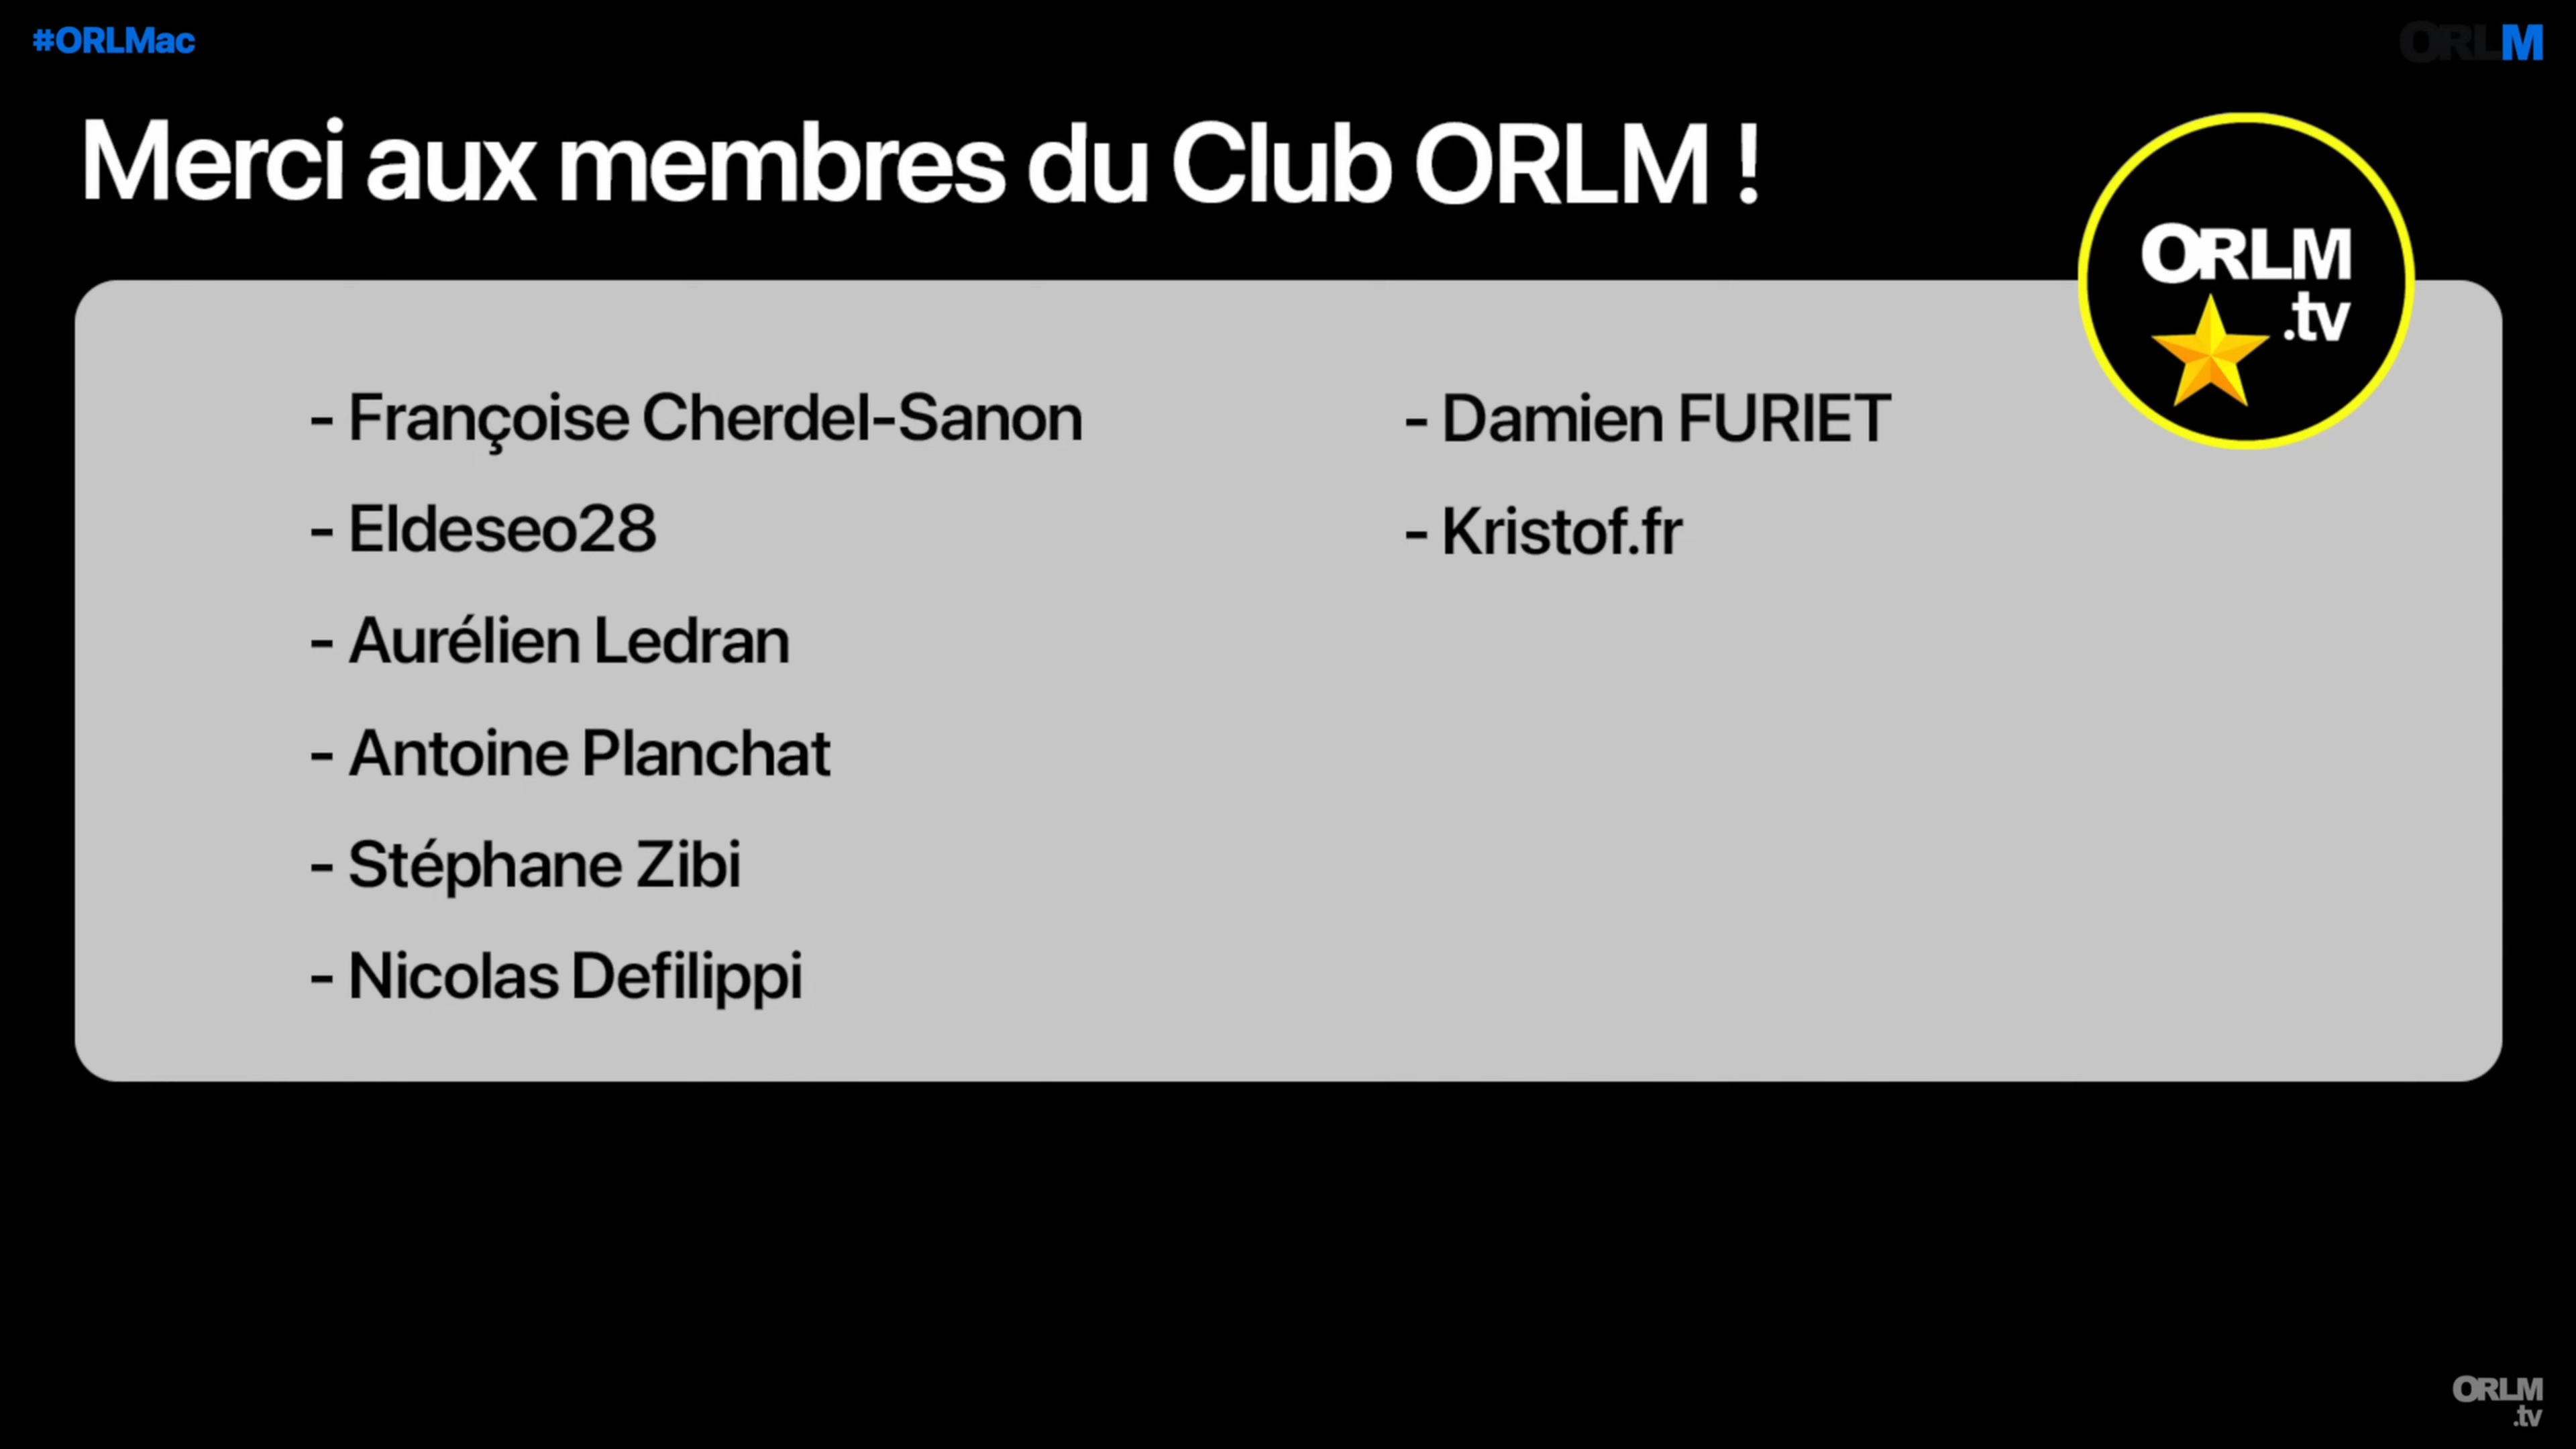 #ORLMac
ORLM
Merci aux membres du Club ORLM !
ORLM
.tv
- Françoise Cherdel-Sanon
- Eldeseo28
- Aurélien Ledran
- Antoine Planchat
- Stéphane Zibi
- Nicolas Defilippi
- Damien FURIET
- Kristof.fr
ORLM
.tv